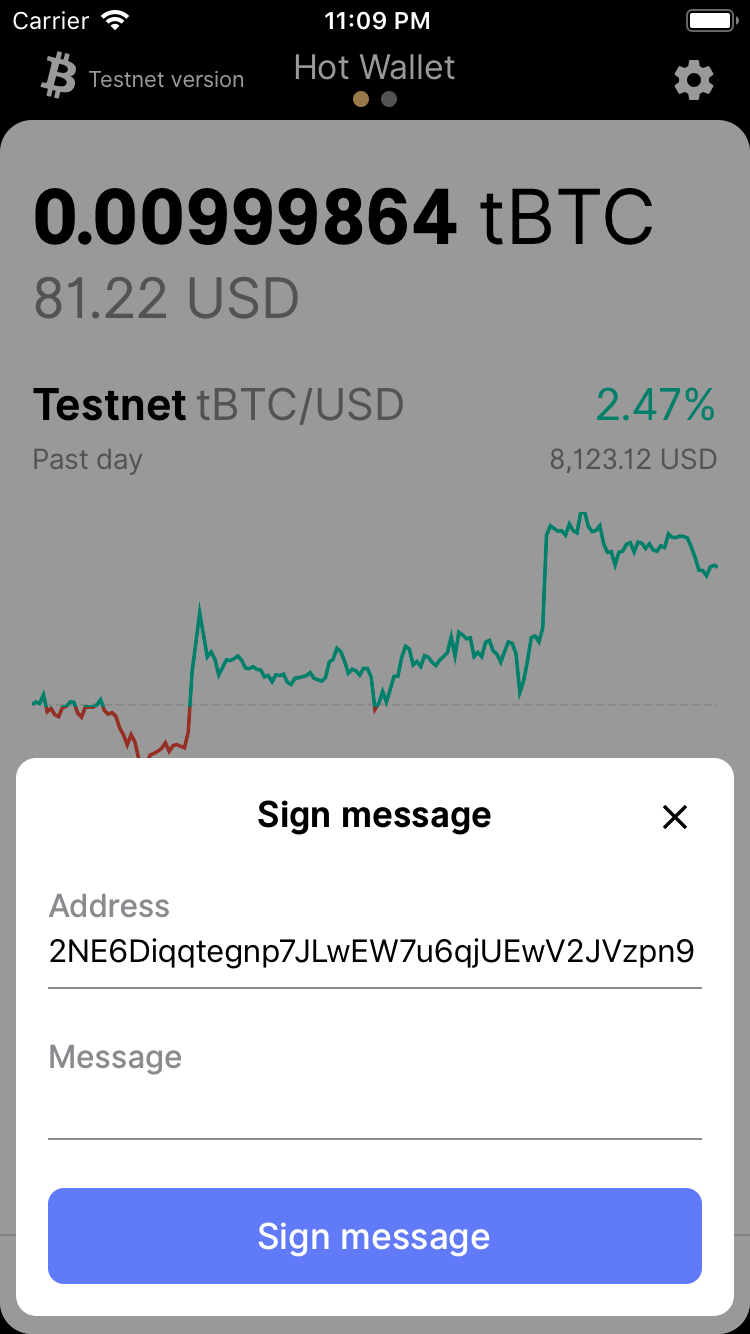 Carrier 11:09 PM
Testnet version Hot Wallet
0.00999864 tBTC
81.22 USD
Testnet tBTC/USD 2.47%
Past day 8,123.12 USD
Sign message
Address
2NE6Diqqtegnp7JLwEW7u6qjUEwV2JVzpn9
Message
Sign message